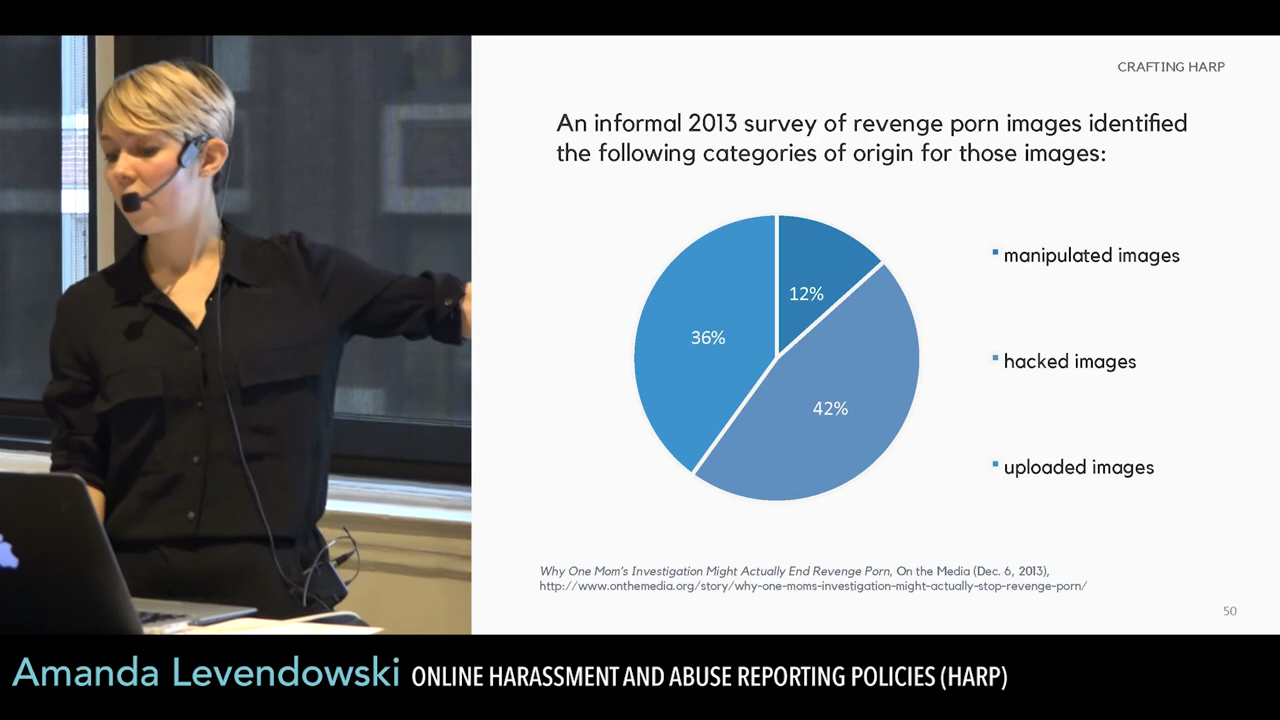 CRAFTING HARP
An informal 2013 survey of revenge porn images identified
the following categories of origin for those images:
12%
36%
42%
manipulated images
hacked images
uploaded images
Why One Mom's Investigation Might Actually End Revenge Porn, On the Media (Dec. 6, 2013),
http://www.onthemedia.org/story/why-one-moms-investigation-might-actually-stop-revenge-porn/
50
Amanda Levendowski ONLINE HARASSMENT AND ABUSE REPORTING POLICIES (HARP)